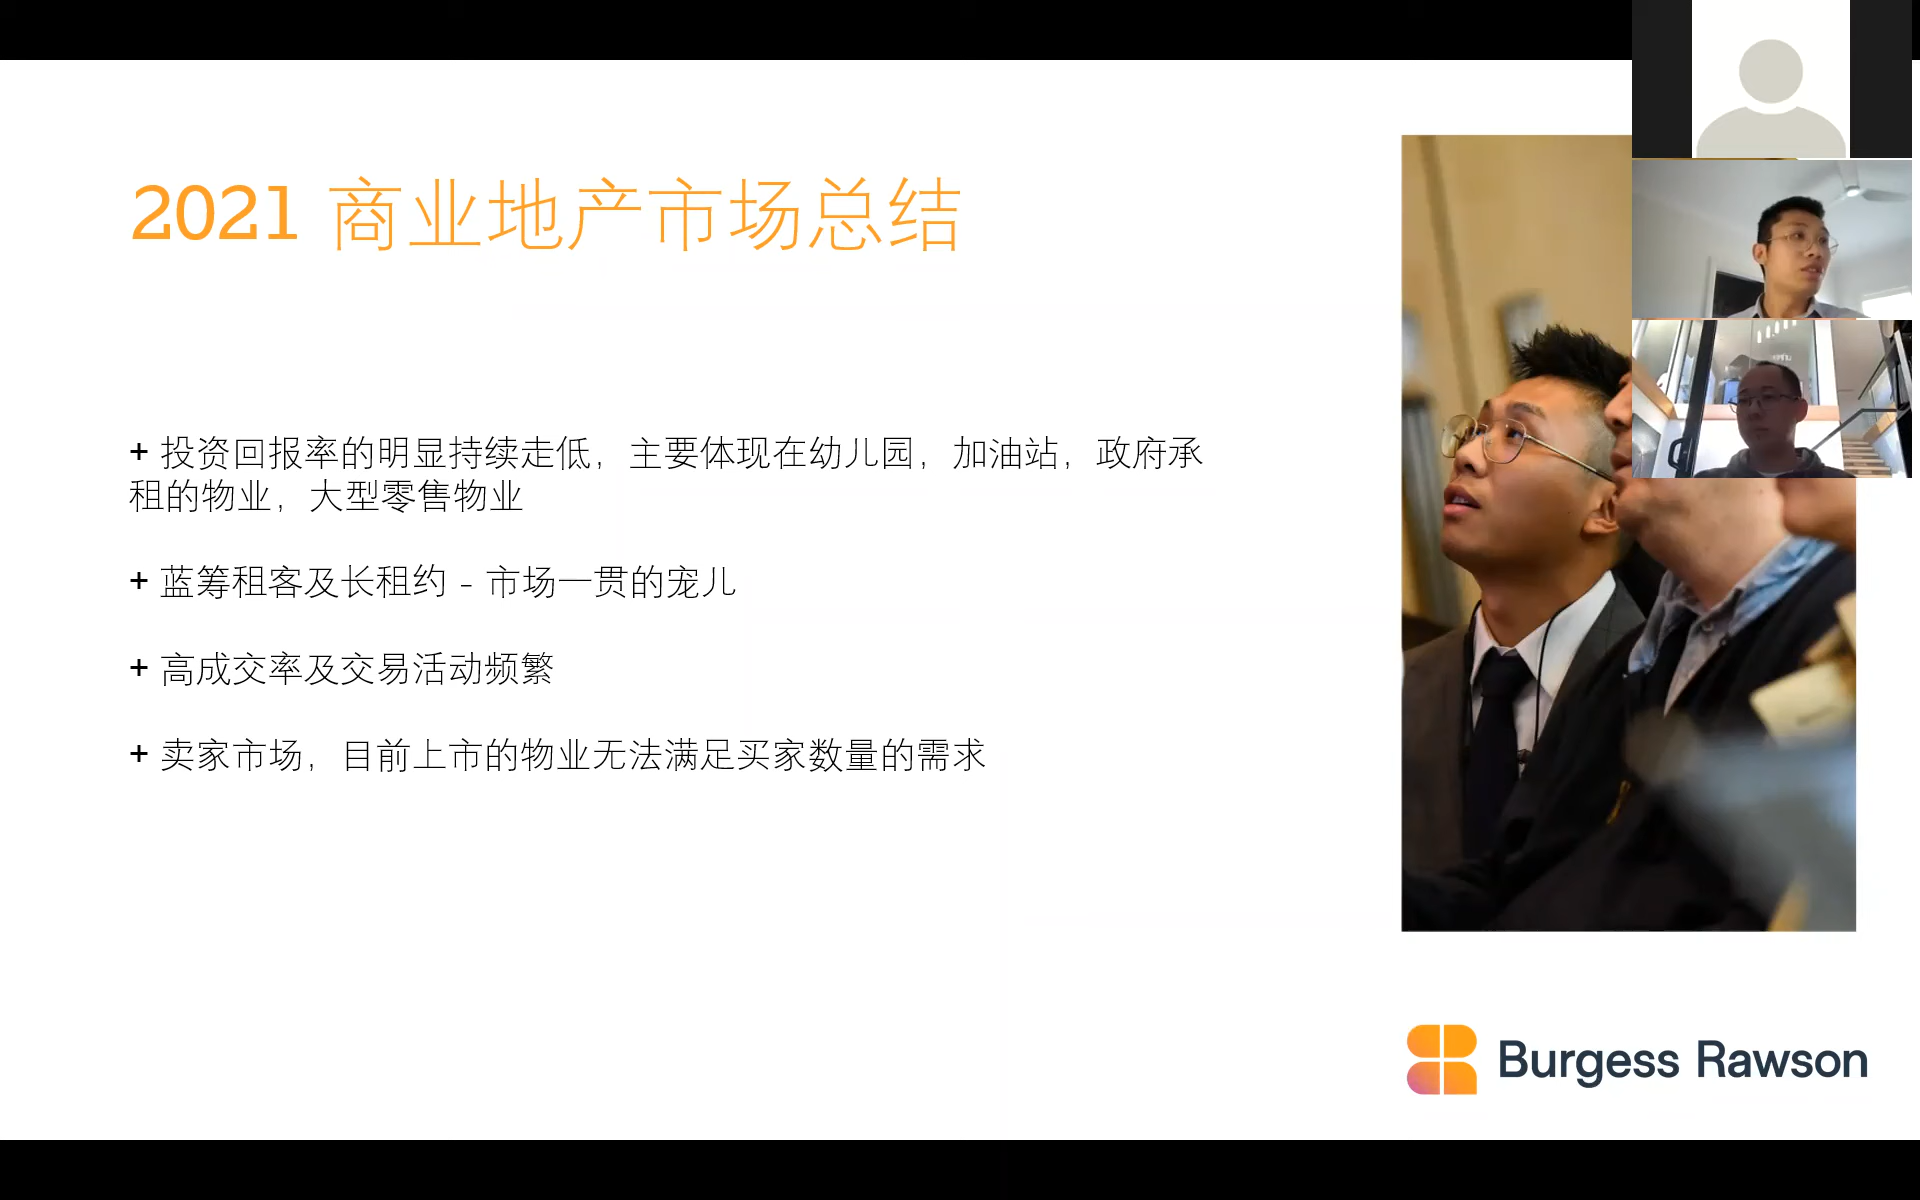 2021 商业地产市场总结
+ 投资回报率的明显持续走低，主要体现在幼儿园，加油站，政府承
租的物业，大型零售物业
+ 蓝筹租客及长租约 - 市场一贯的宠儿
+ 高成交率及交易活动频繁
+ 卖家市场，目前上市的物业无法满足买家数量的需求
Burgess Rawson